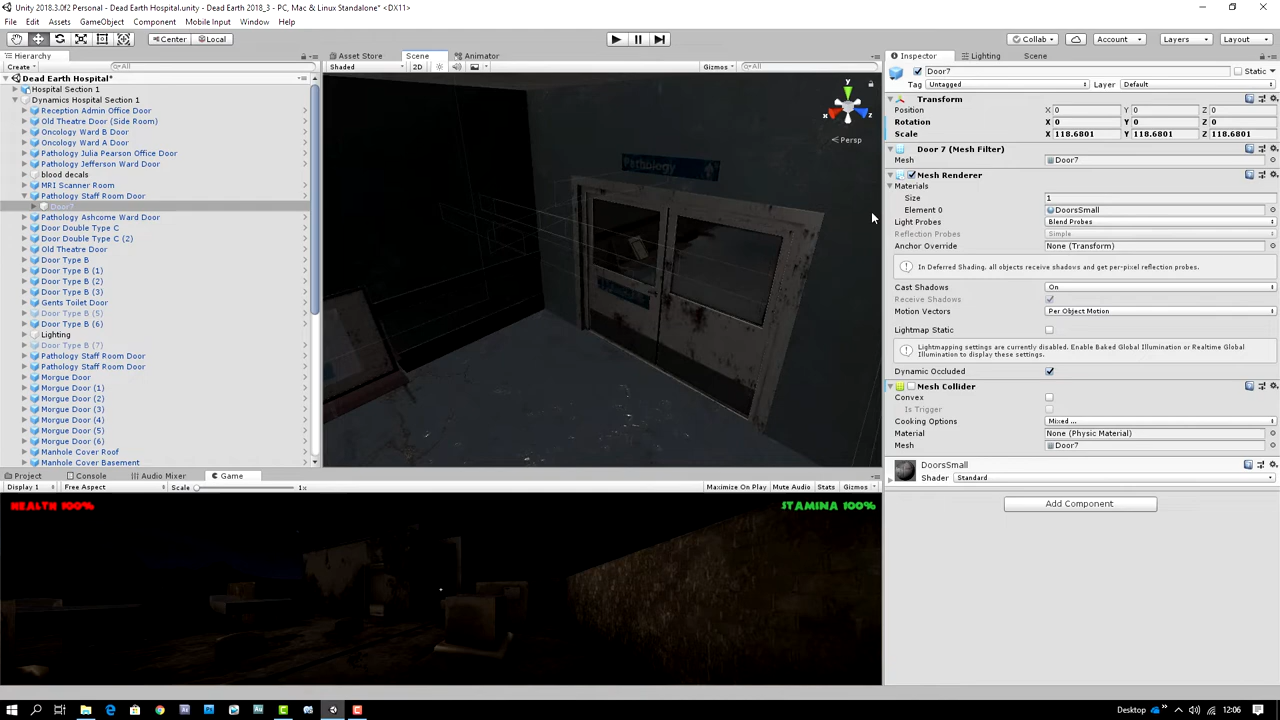 Unity 2018.3.0f2 Personal - Dead Earth Hospital.unity - Dead Earth 2018_3 - PC, Mac & Linux Standalone* <DX11>
File Edit Assets GameObject Component Mobile Input Window Help
Center Local Collab Account Layers Layout
Hierarchy Asset Store Scene Animator Inspector Lighting Scene
Create All Shaded 2D Gizmos All
Dead Earth Hospital*
Hospital Section 1
Dynamics Hospital Section 1
Reception Admin Office Door
Old Theatre Door (Side Room)
Oncology Ward B Door
Oncology Ward A Door
Pathology Julia Pearson Office Door
Pathology Jefferson Ward Door
blood decals
MRI Scanner Room
Pathology Staff Room Door
Door7
Pathology Ashcome Ward Door
Door Double Type C
Door Double Type C (2)
Old Theatre Door
Door Type B
Door Type B (1)
Door Type B (2)
Door Type B (3)
Gents Toilet Door
Door Type B (5)
Door Type B (6)
Lighting
Door Type B (7)
Pathology Staff Room Door
Pathology Staff Room Door
Morgue Door
Morgue Door (1)
Morgue Door (2)
Morgue Door (3)
Morgue Door (4)
Morgue Door (5)
Morgue Door (6)
Manhole Cover Roof
Manhole Cover Basement
Pathology
y
x
z
Persp
Door7 Static
Tag Untagged Layer Default
Transform
Position X 0 Y 0 Z 0
Rotation X 0 Y 0 Z 0
Scale X 118.6801 Y 118.6801 Z 118.6801
Door 7 (Mesh Filter)
Mesh Door7
Mesh Renderer
Materials
Size 1
Element 0 DoorsSmall
Light Probes Blend Probes
Reflection Probes Simple
Anchor Override None (Transform)
In Deferred Shading, all objects receive shadows and get per-pixel reflection probes.
Cast Shadows On
Receive Shadows
Motion Vectors Per Object Motion
Lightmap Static
Lightmapping settings are currently disabled. Enable Baked Global Illumination or Realtime Global
Illumination to display these settings.
Dynamic Occluded
Mesh Collider
Convex
Is Trigger
Cooking Options Mixed ...
Material None (Physic Material)
Mesh Door7
DoorsSmall
Shader Standard
Add Component
Project Console Audio Mixer Game
Display 1 Free Aspect Scale 1x Maximize On Play Mute Audio Stats Gizmos
HEALTH 100% STAMINA 100%
Desktop 12:06